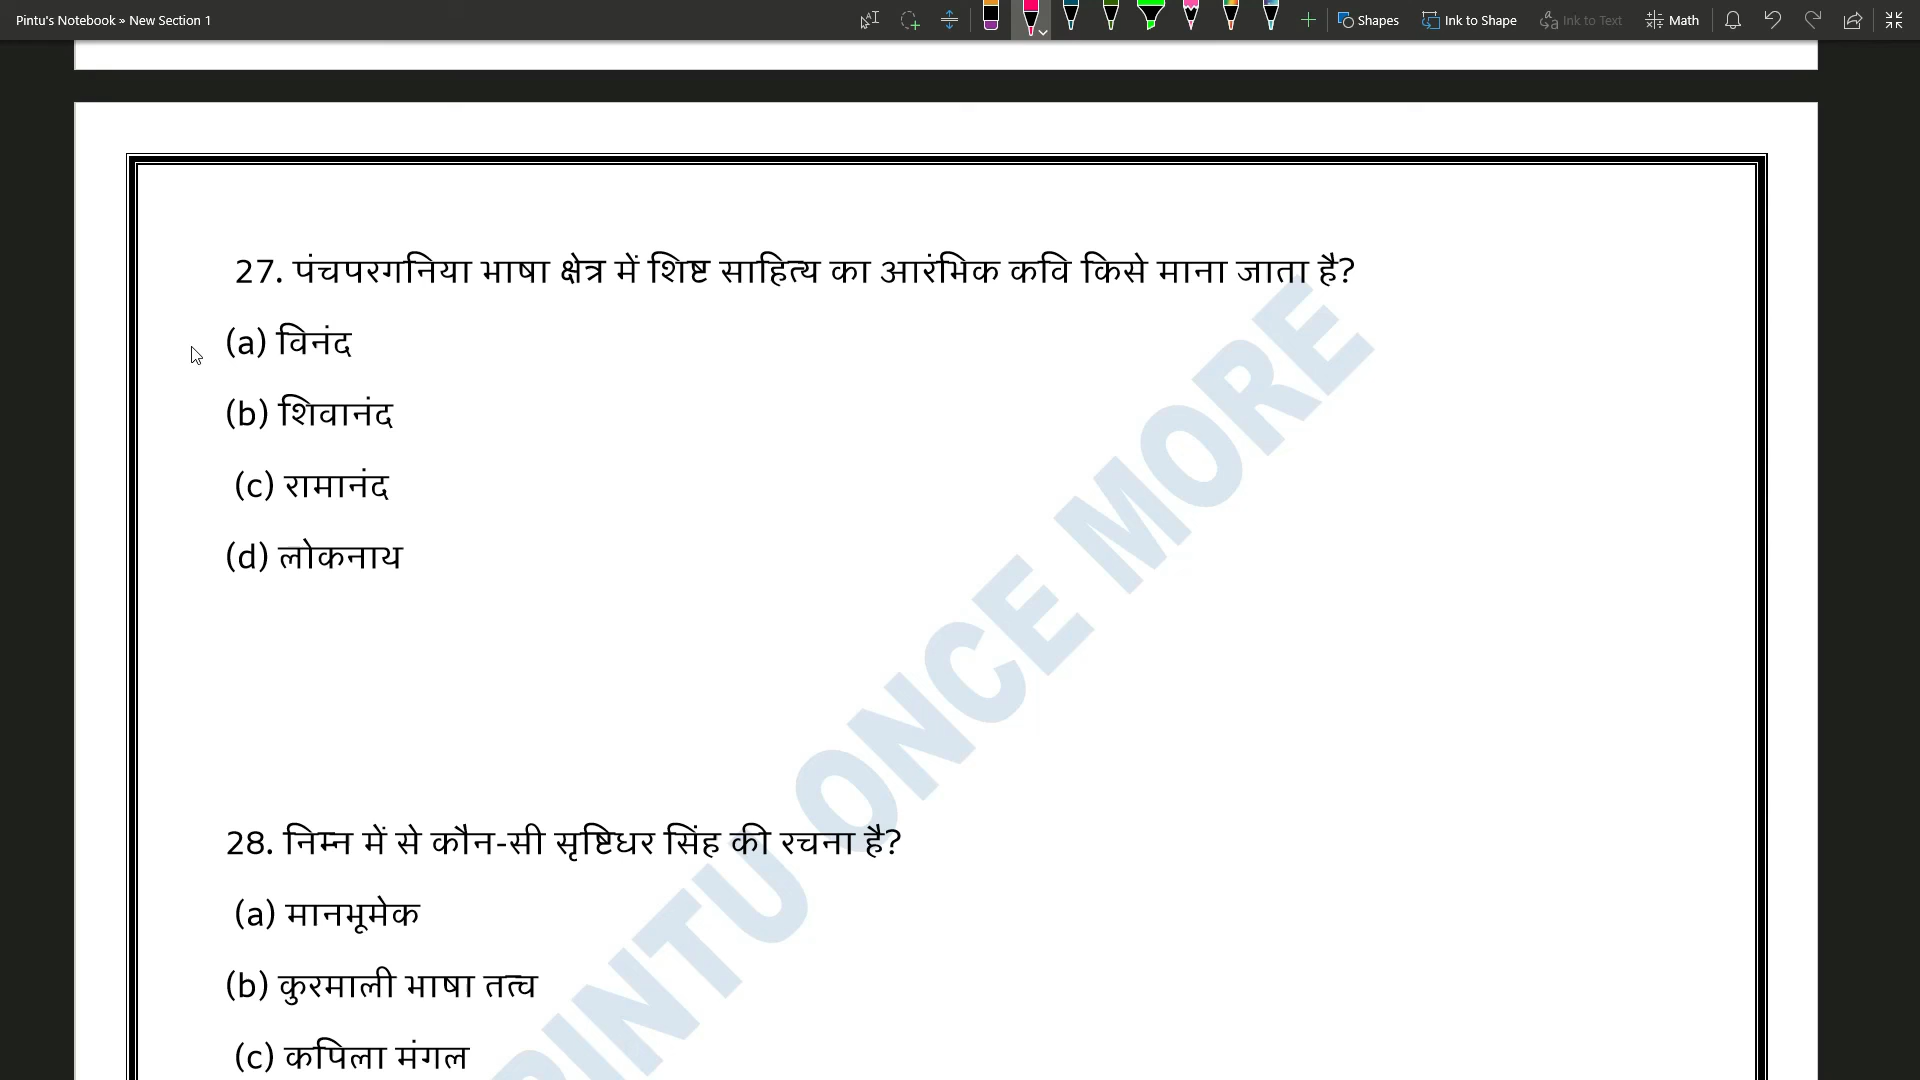 Pintu's Notebook » New Section 1
Shapes
Ink to Shape
Ink to Text
Math
27. पंचपरगनिया भाषा क्षेत्र में शिष्ट साहित्य का आरंभिक कवि किसे माना जाता है?
(a) विनंद
(b) शिवानंद
(c) रामानंद
(d) लोकनाथ
28. निम्न में से कौन-सी सृष्टिधर सिंह की रचना है?
(a) मानभूमेक
(b) कुरमाली भाषा तत्व
(c) कपिला मंगल
PINTU ONCE MORE